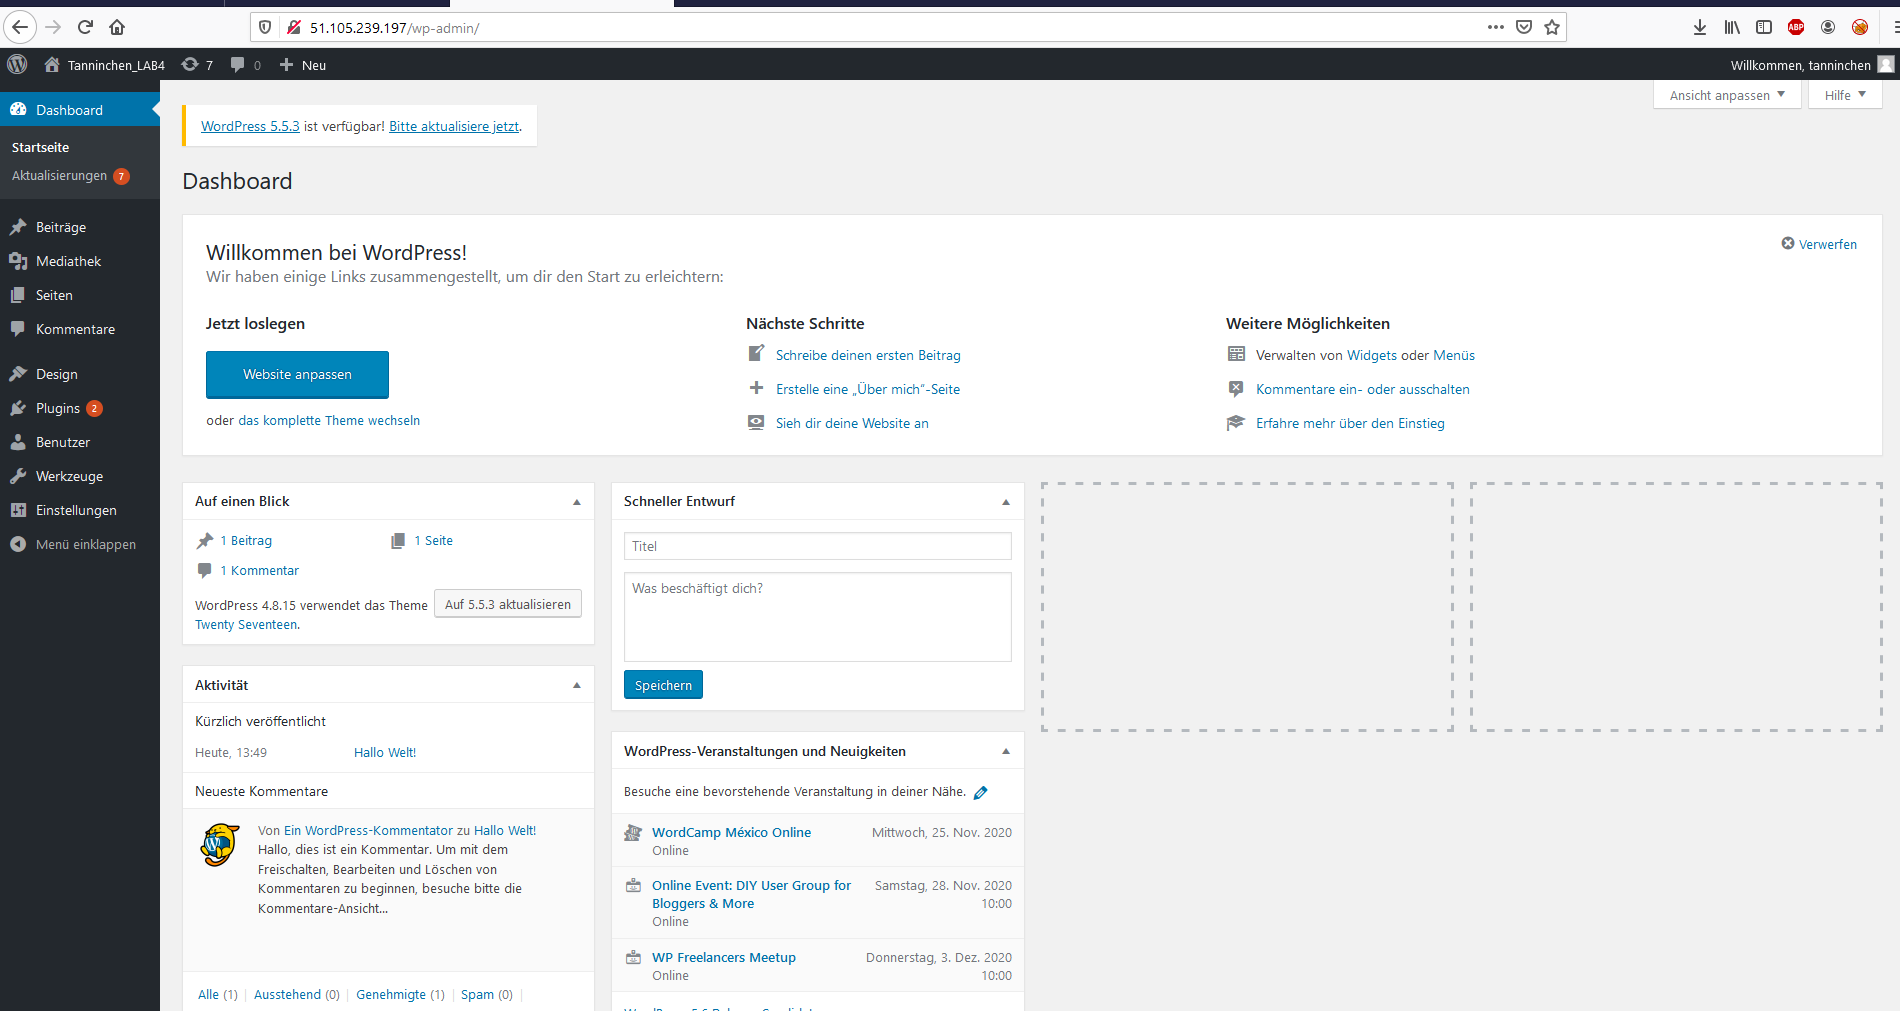 51.105.239.197/wp-admin/
ABP
Tanninchen_LAB4 7 0 Neu
Willkommen, tanninchen
Dashboard
Startseite
Aktualisierungen 7
Beiträge
Mediathek
Seiten
Kommentare
Design
Plugins 2
Benutzer
Werkzeuge
Einstellungen
Menü einklappen
Ansicht anpassen
Hilfe
WordPress 5.5.3 ist verfügbar! Bitte aktualisiere jetzt.
Dashboard
Willkommen bei WordPress!
Wir haben einige Links zusammengestellt, um dir den Start zu erleichtern:
Verwerfen
Jetzt loslegen
Website anpassen
oder das komplette Theme wechseln
Nächste Schritte
Schreibe deinen ersten Beitrag
Erstelle eine „Über mich“-Seite
Sieh dir deine Website an
Weitere Möglichkeiten
Verwalten von Widgets oder Menüs
Kommentare ein- oder ausschalten
Erfahre mehr über den Einstieg
Auf einen Blick
1 Beitrag
1 Seite
1 Kommentar
WordPress 4.8.15 verwendet das Theme
Twenty Seventeen.
Auf 5.5.3 aktualisieren
Aktivität
Kürzlich veröffentlicht
Heute, 13:49 Hallo Welt!
Neueste Kommentare
Von Ein WordPress-Kommentator zu Hallo Welt!
Hallo, dies ist ein Kommentar. Um mit dem
Freischalten, Bearbeiten und Löschen von
Kommentaren zu beginnen, besuche bitte die
Kommentare-Ansicht...
Alle (1) | Ausstehend (0) | Genehmigte (1) | Spam (0) |
Schneller Entwurf
Titel
Was beschäftigt dich?
Speichern
WordPress-Veranstaltungen und Neuigkeiten
Besuche eine bevorstehende Veranstaltung in deiner Nähe.
WordCamp México Online Mittwoch, 25. Nov. 2020
Online
Online Event: DIY User Group for Samstag, 28. Nov. 2020
Bloggers & More 10:00
Online
WP Freelancers Meetup Donnerstag, 3. Dez. 2020
Online 10:00